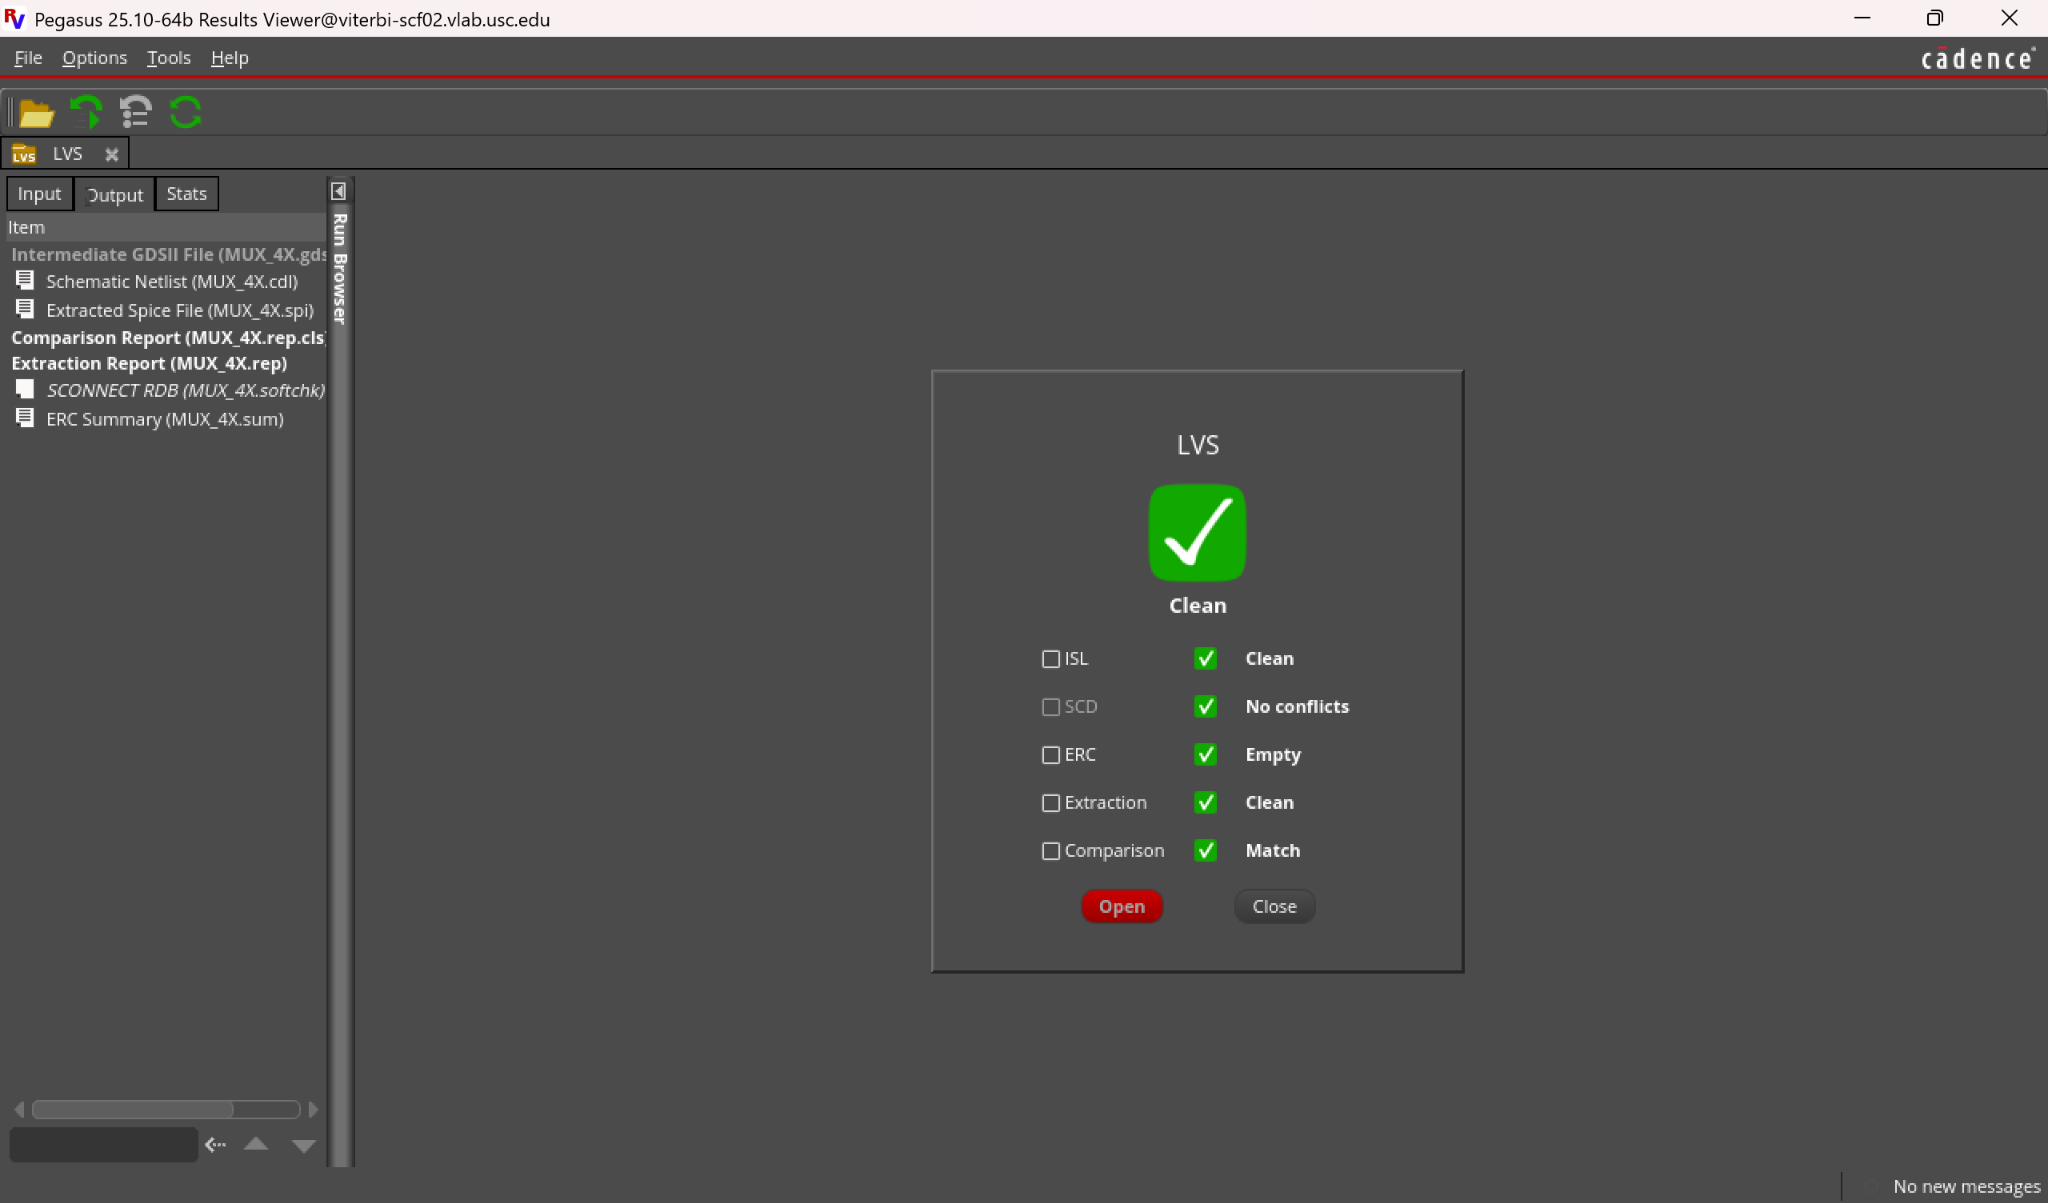 Pegasus 25.10-64b Results Viewer@viterbi-scf02.vlab.usc.edu
File Options Tools Help
cādence
LVS
Input Output Stats
Item
Intermediate GDSII File (MUX_4X.gds
Schematic Netlist (MUX_4X.cdl)
Extracted Spice File (MUX_4X.spi)
Comparison Report (MUX_4X.rep.cls)
Extraction Report (MUX_4X.rep)
SCONNECT RDB (MUX_4X.softchk)
ERC Summary (MUX_4X.sum)
Run Browser
LVS
Clean
ISL Clean
SCD No conflicts
ERC Empty
Extraction Clean
Comparison Match
Open Close
No new messages